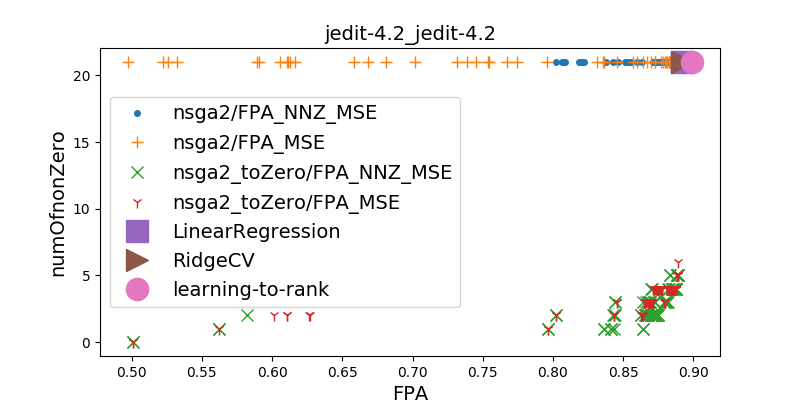 jedit-4.2_jedit-4.2
numOfnonZero
20
15
10
5
0
nsga2/FPA_NNZ_MSE
nsga2/FPA_MSE
nsga2_toZero/FPA_NNZ_MSE
nsga2_toZero/FPA_MSE
LinearRegression
RidgeCV
learning-to-rank
0.50 0.55 0.60 0.65 0.70 0.75 0.80 0.85 0.90
FPA